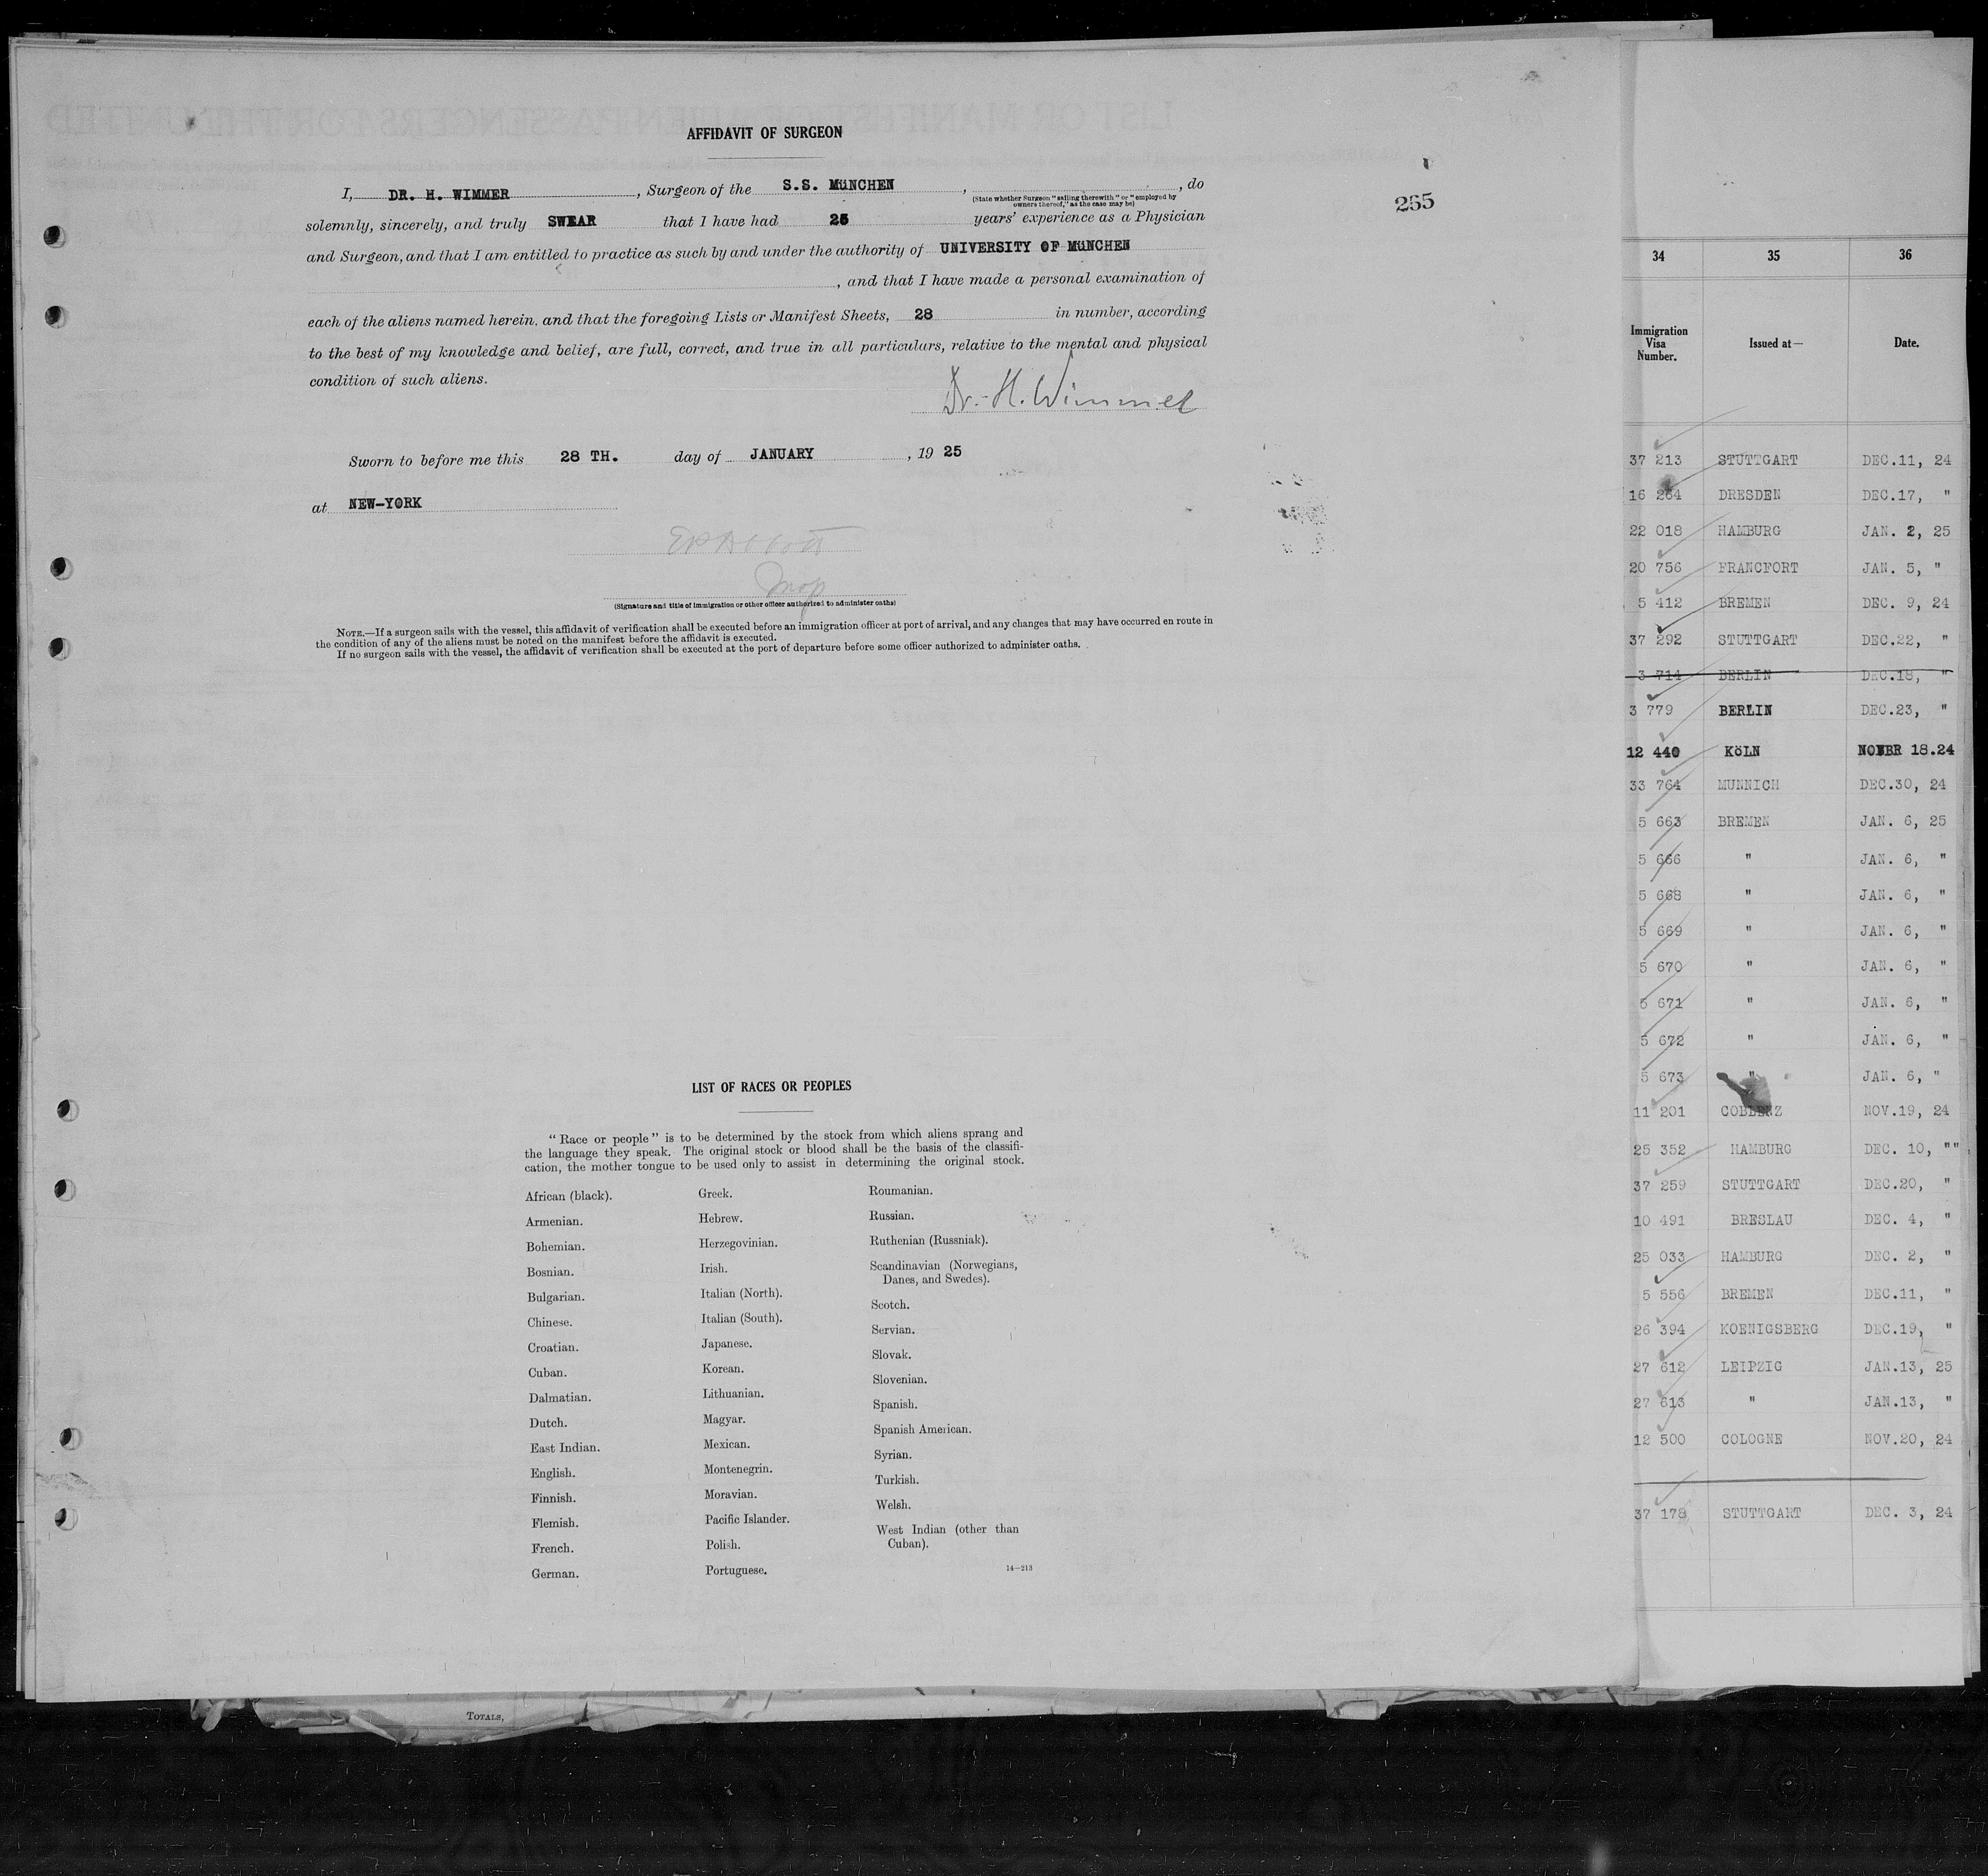 AFFIDAVIT OF SURGEON
I, DR. H. WIMMER, Surgeon of the S.S. MüNCHEN, , do
(State whether Surgeon "sailing therewith" or "employed by
owners thereof," as the case may be)
265
solemnly, sincerely, and truly SWEAR that I have had years' experience as a Physician
and Surgeon, and that I am entitled to practice as such by and under the authority of UNIVERSITY OF MüNCHEN
, and that I have made a personal examination of
each of the aliens named herein, and that the foregoing Lists or Manifest Sheets, 28 in number, according
to the best of my knowledge and belief, are full, correct, and true in all particulars, relative to the mental and physical
condition of such aliens.
Dr. H. Wimmer
Sworn to before me this 28 TH. day of JANUARY, 19 25
at NEW-YORK
(Signature and title of immigration or other officer authorized to administer oaths)
NOTE.—If a surgeon sails with the vessel, this affidavit of verification shall be executed before an immigration officer at port of arrival, and any changes that may have occurred en route in
the condition of any of the aliens must be noted on the manifest before the affidavit is executed.
If no surgeon sails with the vessel, the affidavit of verification shall be executed at the port of departure before some officer authorized to administer oaths.
LIST OF RACES OR PEOPLES
"Race or people" is to be determined by the stock from which aliens sprang and
the language they speak. The original stock or blood shall be the basis of the classifi-
cation, the mother tongue to be used only to assist in determining the original stock.
African (black).
Armenian.
Bohemian.
Bosnian.
Bulgarian.
Chinese.
Croatian.
Cuban.
Dalmatian.
Dutch.
East Indian.
English.
Finnish.
Flemish.
French.
German.
Greek.
Hebrew.
Herzegovinian.
Irish.
Italian (North).
Italian (South).
Japanese.
Korean.
Lithuanian.
Magyar.
Mexican.
Montenegrin.
Moravian.
Pacific Islander.
Polish.
Portuguese.
Roumanian.
Russian.
Ruthenian (Russniak).
Scandinavian (Norwegians,
Danes, and Swedes).
Scotch.
Servian.
Slovak.
Slovenian.
Spanish.
Spanish American.
Syrian.
Turkish.
Welsh.
West Indian (other than
Cuban).
14—213
TOTALS,
34 35 36
Immigration
Visa
Number.
Issued at—
Date.
37 213 STUTTGART DEC.11, 24
16 264 DRESDEN DEC.17, "
22 018 HAMBURG JAN. 2, 25
20 756 FRANCFORT JAN. 5, "
5 412 BREMEN DEC. 9, 24
37 292 STUTTGART DEC.22, "
3 714 BERLIN DEC.18, "
3 779 BERLIN DEC.23, "
12 440 KöLN 18.24
33 764 MUNNICH DEC.30, 24
5 663 BREMEN JAN. 6, 25
5 666 " JAN. 6, "
5 668 " JAN. 6, "
5 669 " JAN. 6, "
5 670 " JAN. 6, "
5 671 " JAN. 6, "
5 672 " JAN. 6, "
5 673 " JAN. 6, "
11 201 COBLENZ NOV.19, 24
25 352 HAMBURG DEC. 10, ""
37 259 STUTTGART DEC.20, "
10 491 BRESLAU DEC. 4, "
25 033 HAMBURG DEC. 2, "
5 556 BREMEN DEC.11, "
26 394 KOENIGSBERG DEC.19, "
27 612 LEIPZIG JAN.13, 25
27 613 " JAN.13, "
12 500 COLOGNE NOV.20, 24
37 178 STUTTGART DEC. 3, 24